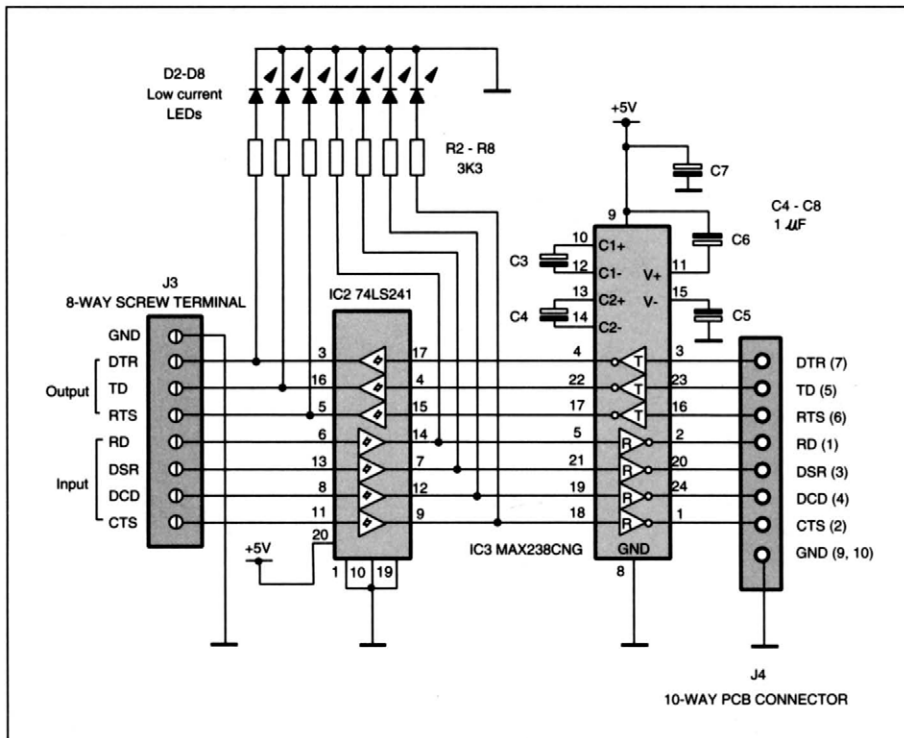 D2-D8
Low current
LEDs
R2 - R8
3K3
+5V
C7
C4 - C8
1 µF
9
10
C1+
C3
12
C1-
V+
11
C6
13
C2+
V-
15
C4
14
C2-
C5
J3
8-WAY SCREW TERMINAL
IC2 74LS241
GND
DTR
3
17
4
T
3
DTR (7)
Output
TD
16
4
22
T
23
TD (5)
RTS
5
15
17
T
16
RTS (6)
RD
6
14
5
R
2
RD (1)
Input
DSR
13
7
21
R
20
DSR (3)
DCD
8
12
19
R
24
DCD (4)
CTS
11
9
18
R
1
CTS (2)
20
+5V
IC3 MAX238CNG
GND
GND (9, 10)
1
10
19
8
J4
10-WAY PCB CONNECTOR